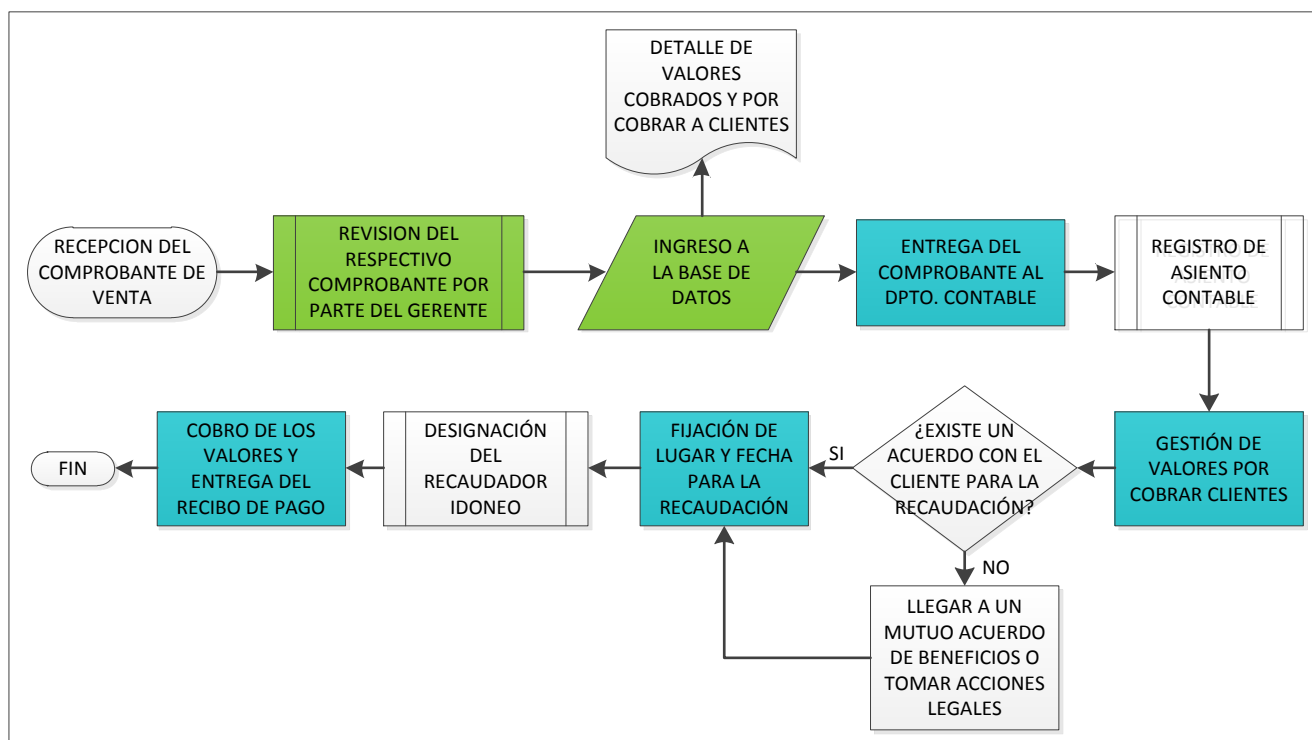 DETALLE DE
VALORES
COBRADOS Y POR
COBRAR A CLIENTES
RECEPCION DEL
COMPROBANTE DE
VENTA
REVISION DEL
RESPECTIVO
COMPROBANTE POR
PARTE DEL GERENTE
INGRESO A
LA BASE DE
DATOS
ENTREGA DEL
COMPROBANTE AL
DPTO. CONTABLE
REGISTRO DE
ASIENTO
CONTABLE
GESTIÓN DE
VALORES POR
COBRAR CLIENTES
¿EXISTE UN
ACUERDO CON EL
CLIENTE PARA LA
RECAUDACIÓN?
SI
FIJACIÓN DE
LUGAR Y FECHA
PARA LA
RECAUDACIÓN
DESIGNACIÓN
DEL
RECAUDADOR
IDONEO
COBRO DE LOS
VALORES Y
ENTREGA DEL
RECIBO DE PAGO
FIN
NO
LLEGAR A UN
MUTUO ACUERDO
DE BENEFICIOS O
TOMAR ACCIONES
LEGALES